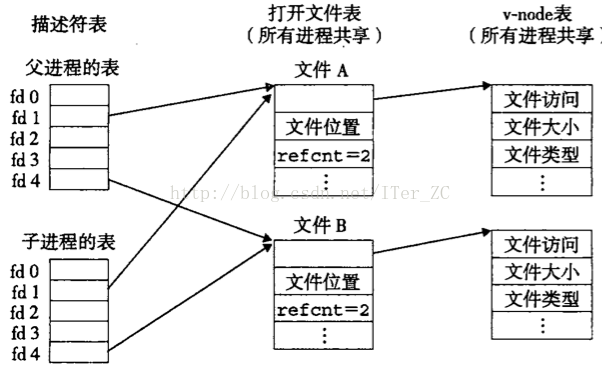 描述符表
打开文件表
（所有进程共享）
v-node表
（所有进程共享）
父进程的表
fd 0
fd 1
fd 2
fd 3
fd 4
文件 A
文件位置
refcnt=2
⋮
文件访问
文件大小
文件类型
⋮
http://blog.csdn.net/ITer_ZC
子进程的表
fd 0
fd 1
fd 2
fd 3
fd 4
文件 B
文件位置
refcnt=2
⋮
文件访问
文件大小
文件类型
⋮